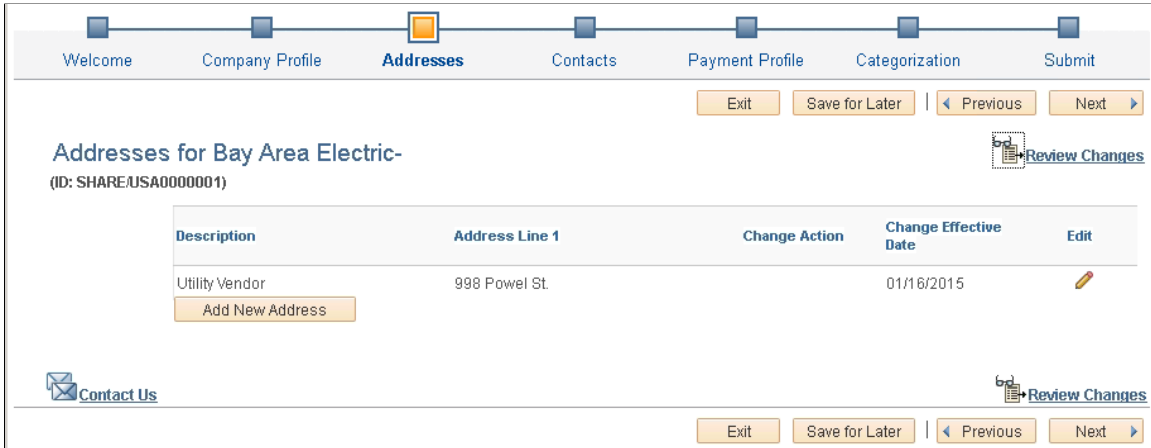 Welcome Company Profile Addresses Contacts Payment Profile Categorization Submit
Exit Save for Later | Previous Next
Addresses for Bay Area Electric-
Review Changes
(ID: SHARE/USA0000001)
Description Address Line 1 Change Action Change Effective Date Edit
Utility Vendor 998 Powel St. 01/16/2015
Add New Address
Contact Us Review Changes
Exit Save for Later | Previous Next